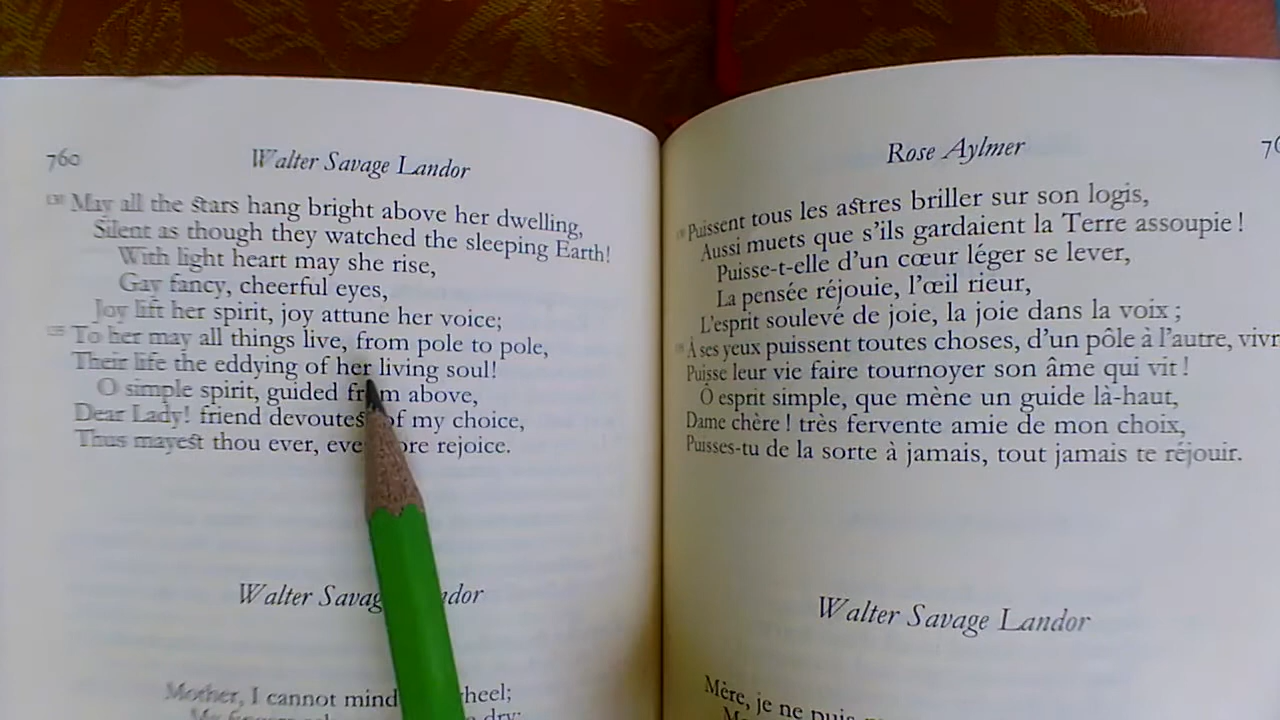 760
Walter Savage Landor
130 May all the stars hang bright above her dwelling,
Silent as though they watched the sleeping Earth!
With light heart may she rise,
Gay fancy, cheerful eyes,
Joy lift her spirit, joy attune her voice;
135 To her may all things live, from pole to pole,
Their life the eddying of her living soul!
O simple spirit, guided from above,
Dear Lady! friend devoutest of my choice,
Thus mayest thou ever, evermore rejoice.
Walter Savage Landor
Mother, I cannot mind wheel;
Rose Aylmer
Puissent tous les astres briller sur son logis,
Aussi muets que s'ils gardaient la Terre assoupie !
Puisse-t-elle d'un cœur léger se lever,
La pensée réjouie, l'œil rieur,
L'esprit soulevé de joie, la joie dans la voix ;
À ses yeux puissent toutes choses, d'un pôle à l'autre, vivr
Puisse leur vie faire tournoyer son âme qui vit !
Ô esprit simple, que mène un guide là-haut,
Dame chère ! très fervente amie de mon choix,
Puisses-tu de la sorte à jamais, tout jamais te réjouir.
Walter Savage Landor
Mère, je ne puis